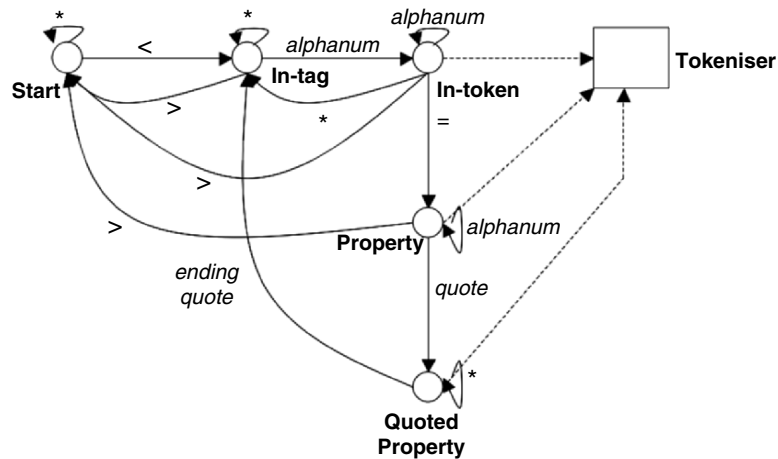 *
*
alphanum
<
alphanum
Tokeniser
Start
In-tag
In-token
>
*
=
>
>
Property
alphanum
ending
quote
quote
*
Quoted
Property